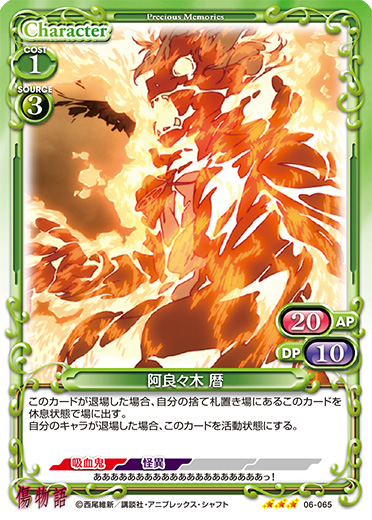 Precious Memories
Character
COST
1
SOURCE
3
20 AP
DP 10
阿良々木 暦
このカードが退場した場合、自分の捨て札置き場にあるこのカードを
休息状態で場に出す。
自分のキャラが退場した場合、このカードを活動状態にする。
吸血鬼 怪異
ああああああああああああああああああああっ!
傷物語
©西尾維新/講談社・アニプレックス・シャフト
06-065